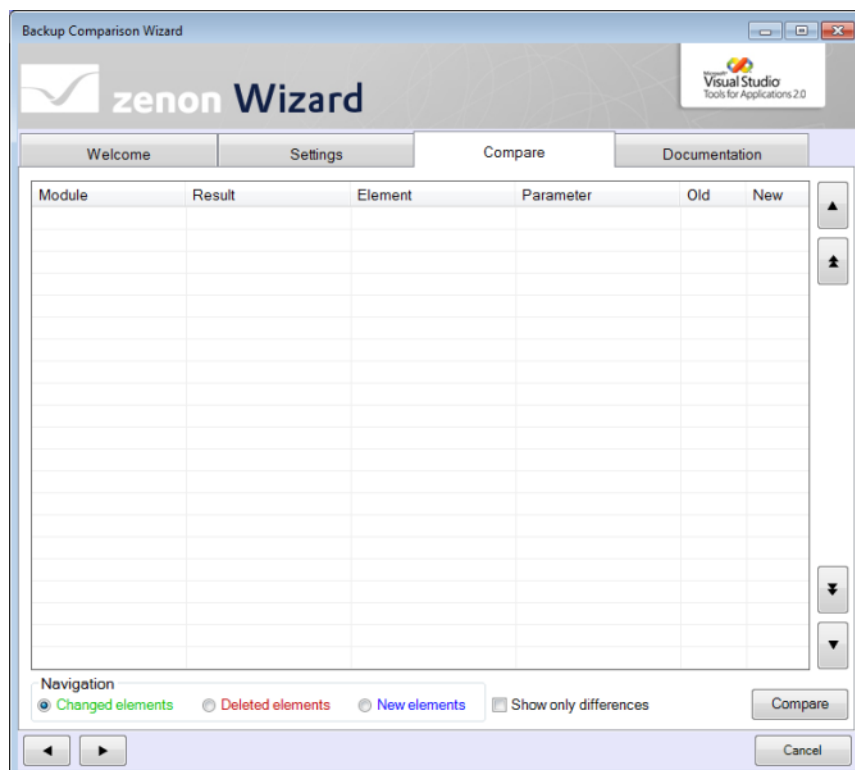 Backup Comparison Wizard
zenon Wizard
Microsoft
Visual Studio
Tools for Applications 2.0
Welcome Settings Compare Documentation
Module Result Element Parameter Old New
Navigation
Changed elements Deleted elements New elements Show only differences Compare
Cancel